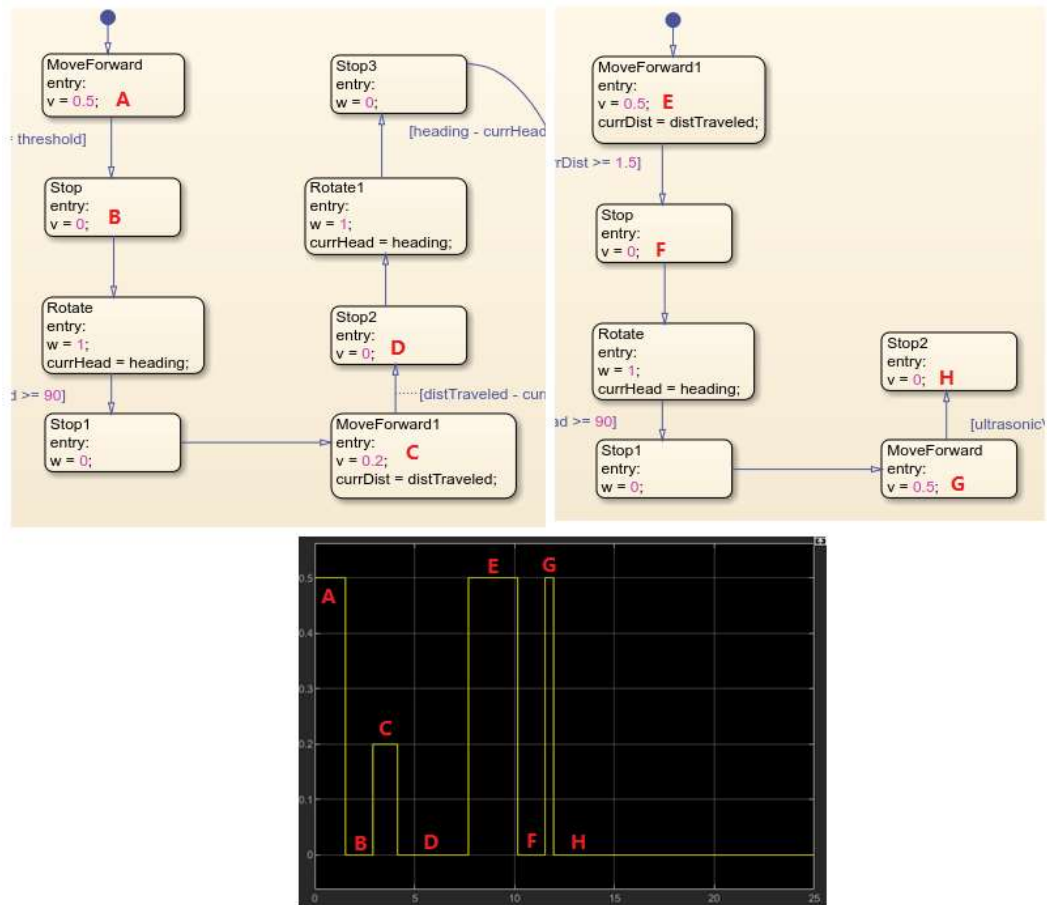 MoveForward
entry:
v = 0.5; A
threshold]
Stop
entry:
v = 0; B
Rotate
entry:
w = 1;
currHead = heading;
>= 90]
Stop1
entry:
w = 0;
Stop3
entry:
w = 0;
[heading - currHead
Rotate1
entry:
w = 1;
currHead = heading;
Stop2
entry:
v = 0; D
[distTraveled - cur
MoveForward1
entry:
v = 0.2; C
currDist = distTraveled;
MoveForward1
entry:
v = 0.5; E
currDist = distTraveled;
rDist >= 1.5]
Stop
entry:
v = 0; F
Rotate
entry:
w = 1;
currHead = heading;
ad >= 90]
Stop1
entry:
w = 0;
Stop2
entry:
v = 0; H
[ultrasonicV
MoveForward
entry:
v = 0.5; G
E G
0.5
A
0.4
0.3
C
0.2
0.1
B D F H
0
0 5 10 15 20 25